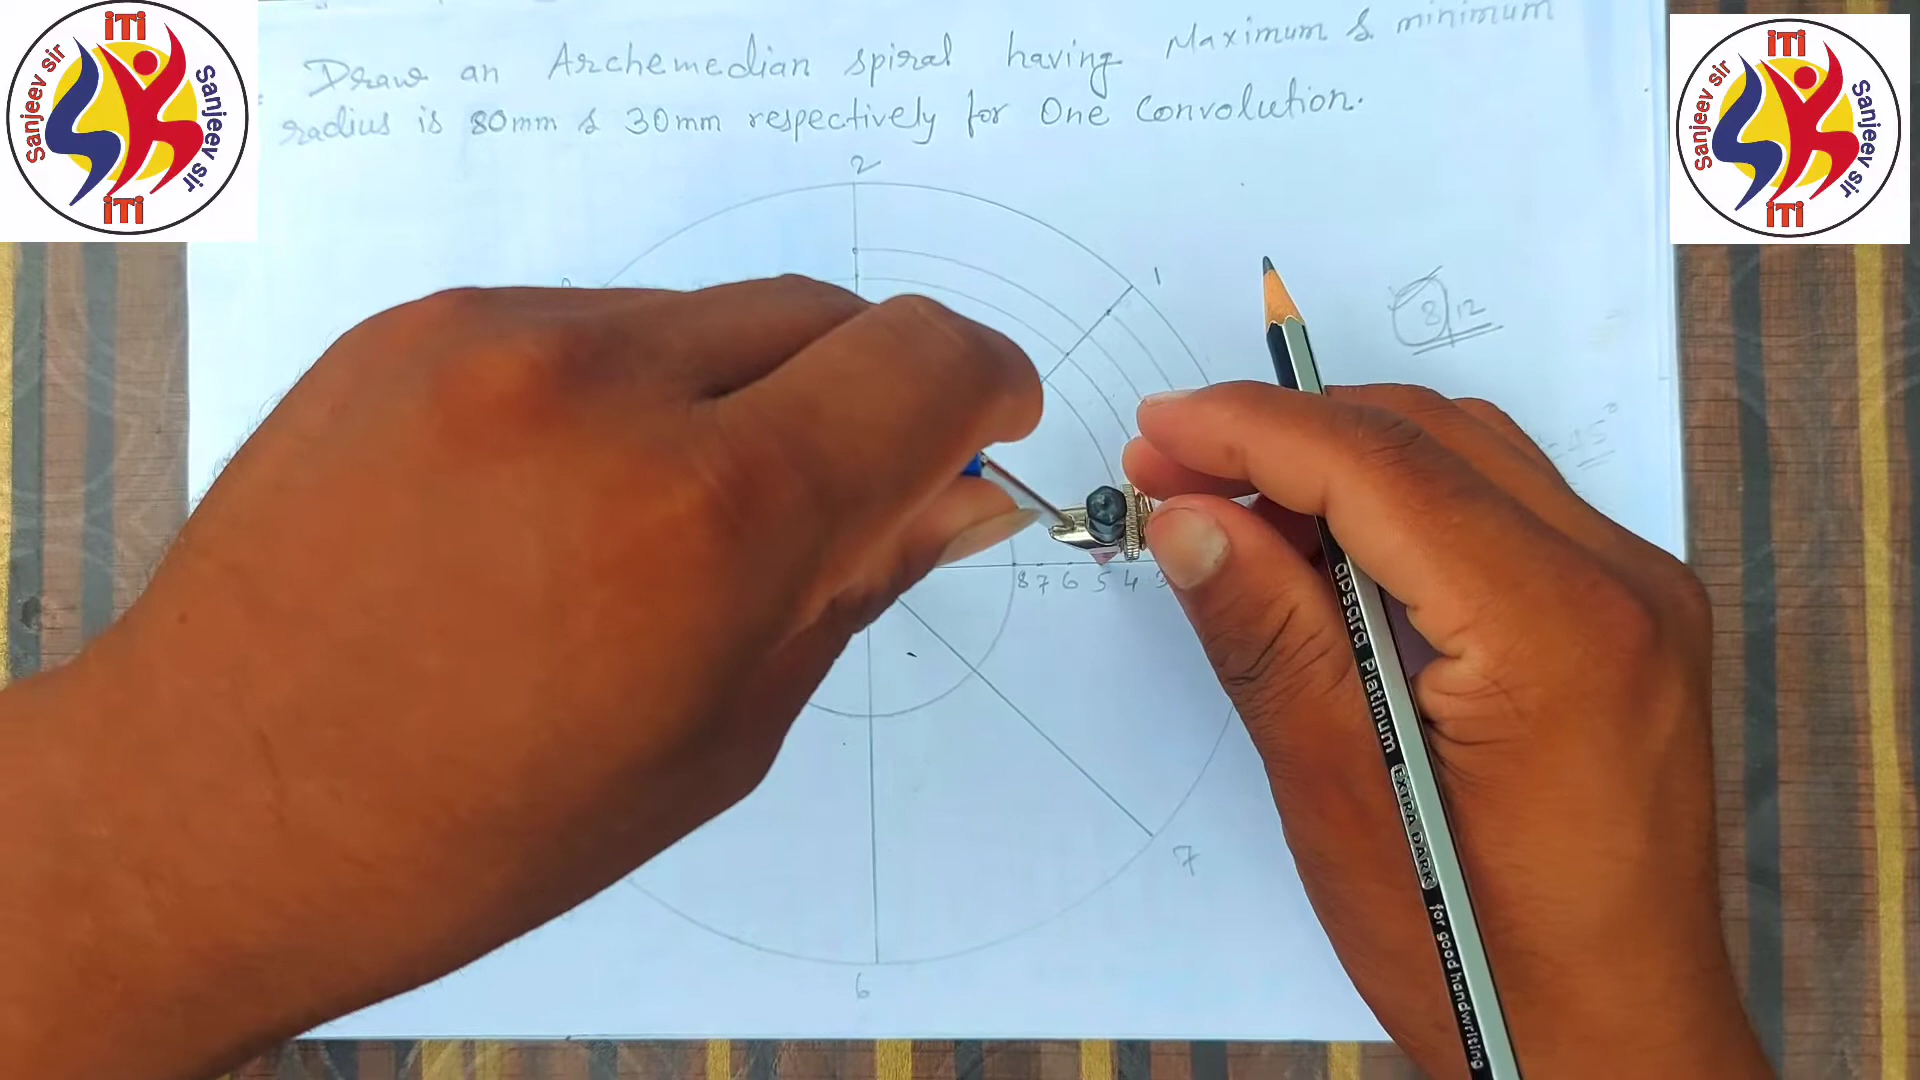 iTi
Sanjeev sir
Sanjeev sir
iTi
iTi
Sanjeev sir
Sanjeev sir
iTi
Draw an Archemedian spiral having Maximum & minimum
radius is 80mm & 30mm respectively for One Convolution.
2
1
8 12
45°
8 7 6 5 4 3
7
6
apsara Platinum EXTRA DARK for good handwriting